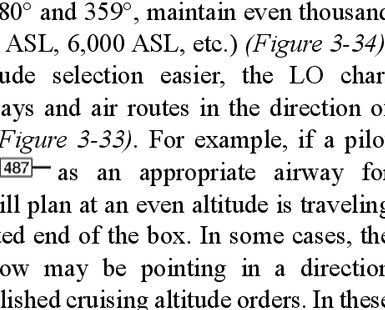 80° and 359°, maintain even thousand
ASL, 6,000 ASL, etc.) (Figure 3-34)
ude selection easier, the LO char
ays and air routes in the direction of
Figure 3-33). For example, if a pilo
487 as an appropriate airway for
ill plan at an even altitude is traveling
ted end of the box. In some cases, the
ow may be pointing in a direction
lished cruising altitude orders. In these